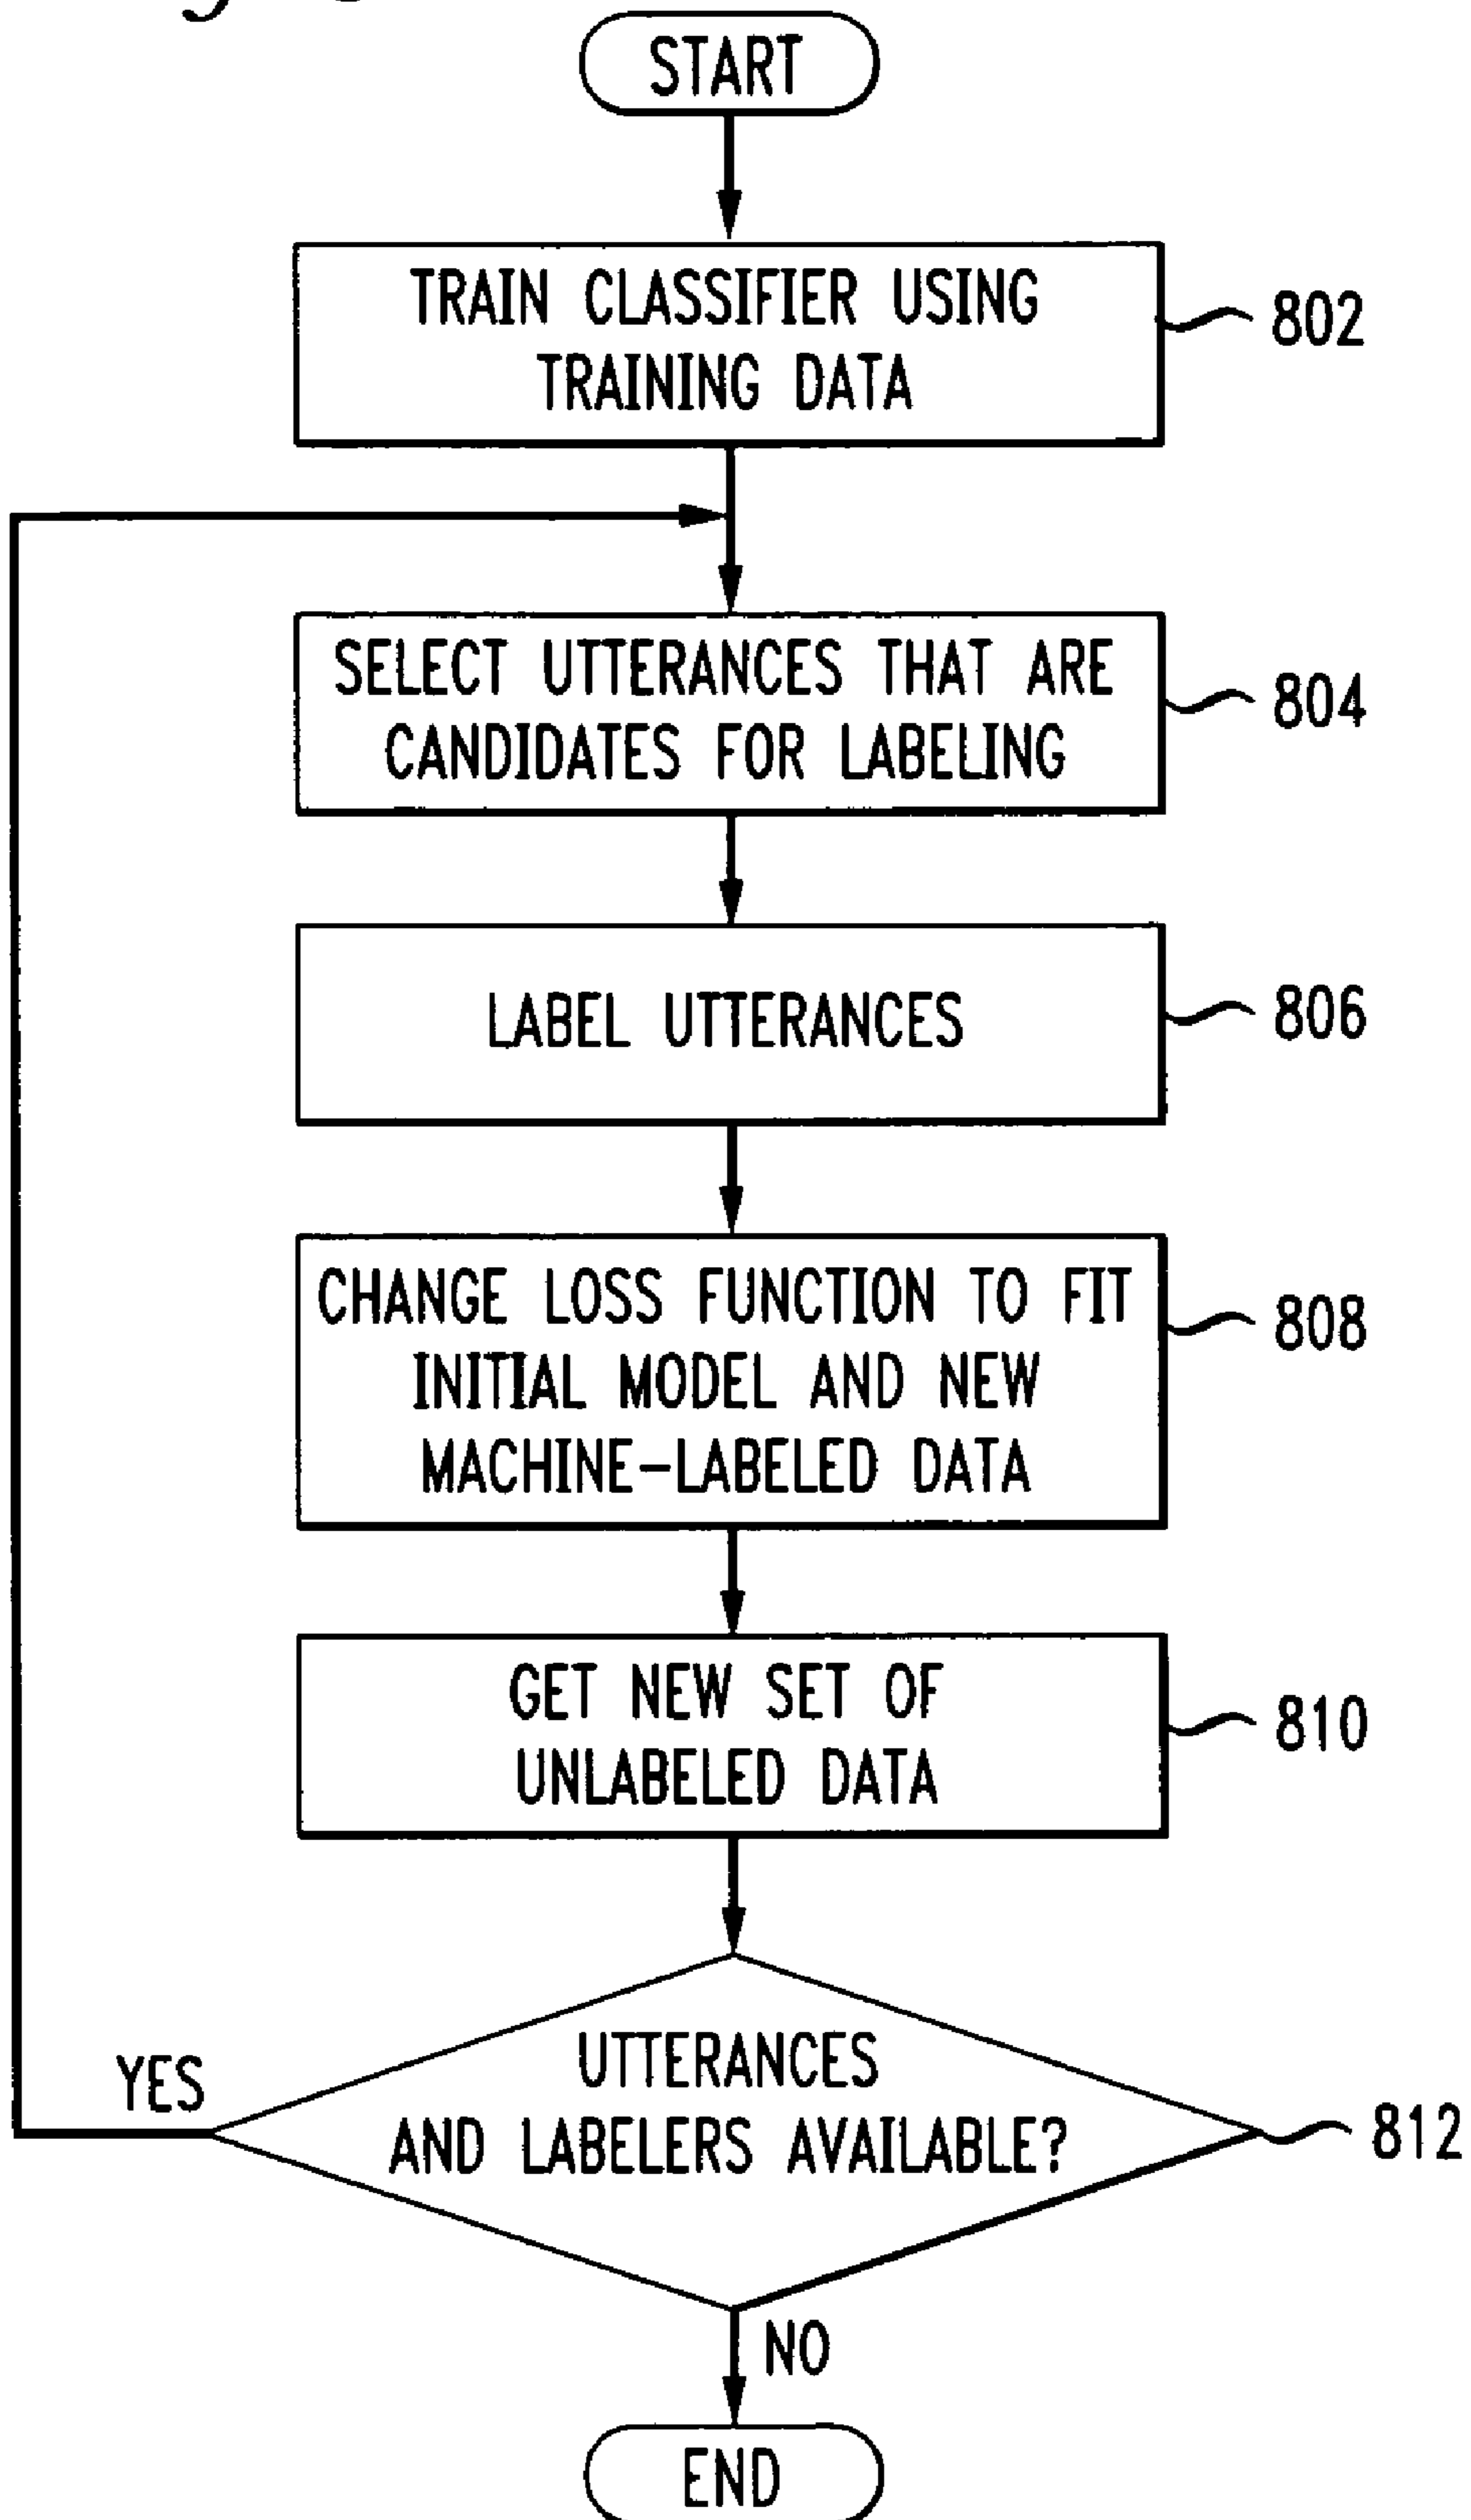 START
TRAIN CLASSIFIER USING
TRAINING DATA
802
SELECT UTTERANCES THAT ARE
CANDIDATES FOR LABELING
804
LABEL UTTERANCES
806
CHANGE LOSS FUNCTION TO FIT
INITIAL MODEL AND NEW
MACHINE-LABELED DATA
808
GET NEW SET OF
UNLABELED DATA
810
UTTERANCES
AND LABELERS AVAILABLE?
812
YES
NO
END